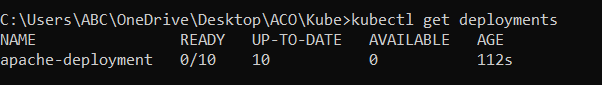 C:\Users\ABC\OneDrive\Desktop\ACO\Kube>kubectl get deployments
NAME READY UP-TO-DATE AVAILABLE AGE
apache-deployment 0/10 10 0 112s